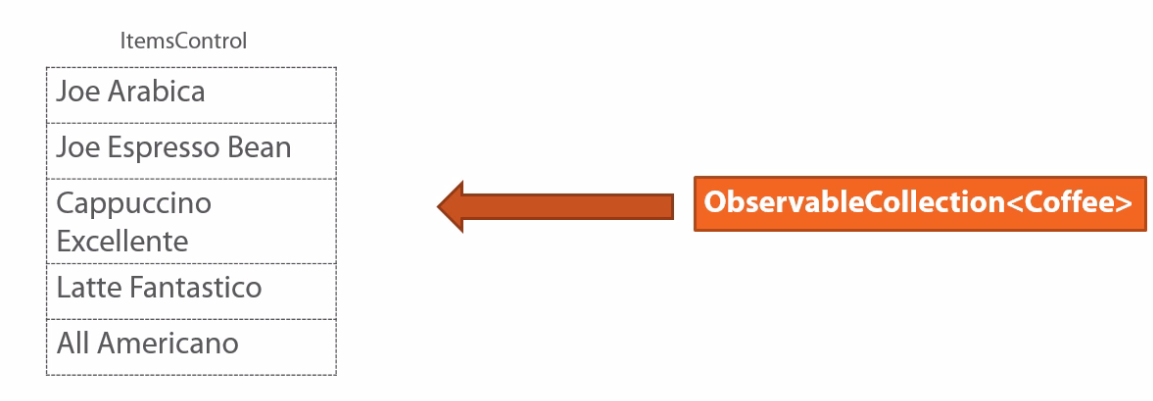 ItemsControl
Joe Arabica
Joe Espresso Bean
Cappuccino
Excellente
Latte Fantastico
All Americano
ObservableCollection<Coffee>